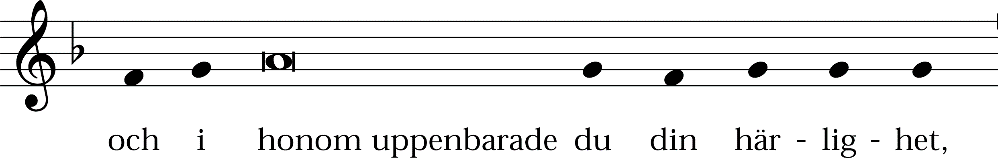 och i honom uppenbarade du din här - lig - het,